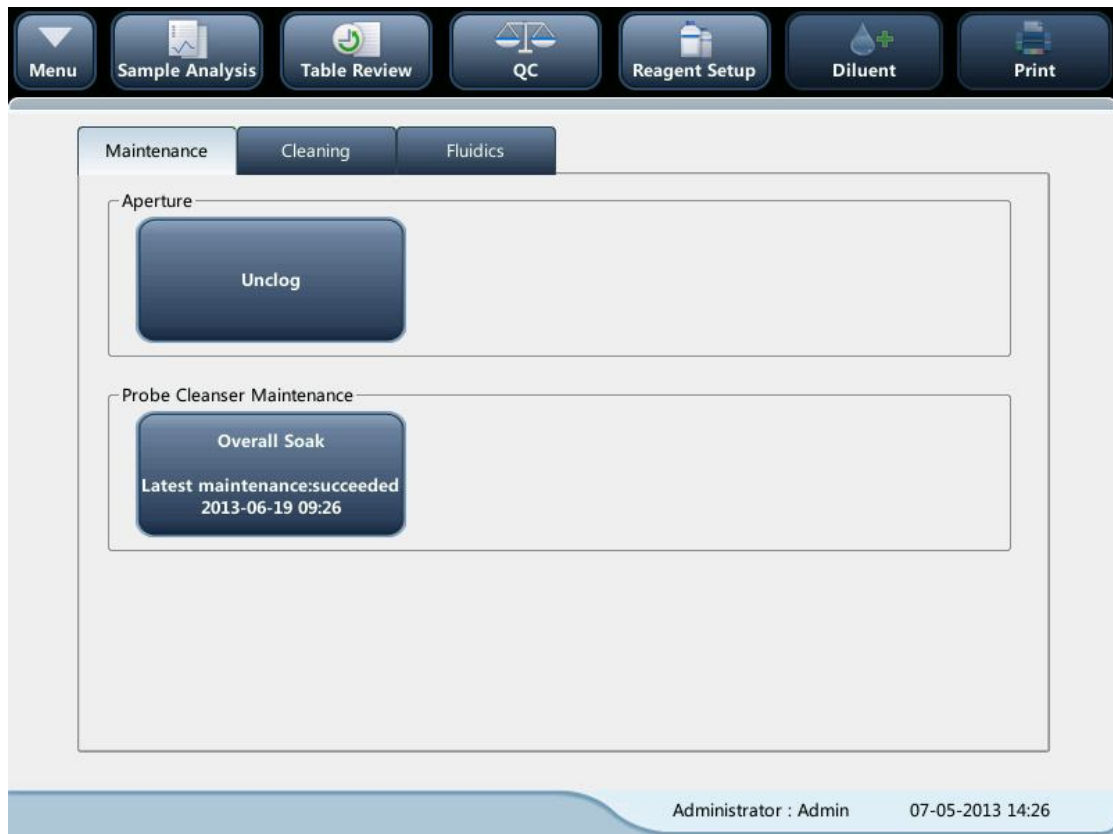 Menu
Sample Analysis
Table Review
QC
Reagent Setup
Diluent
Print
Maintenance
Cleaning
Fluidics
Aperture
Unclog
Probe Cleanser Maintenance
Overall Soak
Latest maintenance:succeeded
2013-06-19 09:26
Administrator : Admin
07-05-2013 14:26